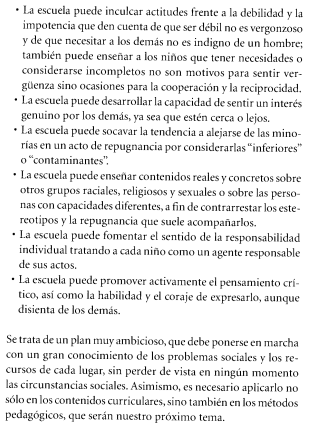 • La escuela puede inculcar actitudes frente a la debilidad y la
impotencia que den cuenta de que ser débil no es vergonzoso
y de que necesitar a los demás no es indigno de un hombre;
también puede enseñar a los niños que tener necesidades o
considerarse incompletos no son motivos para sentir ver-
güenza sino ocasiones para la cooperación y la reciprocidad.
• La escuela puede desarrollar la capacidad de sentir un interés
genuino por los demás, ya sea que estén cerca o lejos.
• La escuela puede socavar la tendencia a alejarse de las mino-
rías en un acto de repugnancia por considerarlas "inferiores"
o "contaminantes".
• La escuela puede enseñar contenidos reales y concretos sobre
otros grupos raciales, religiosos y sexuales o sobre las perso-
nas con capacidades diferentes, a fin de contrarrestar los este-
reotipos y la repugnancia que suele acompañarlos.
• La escuela puede fomentar el sentido de la responsabilidad
individual tratando a cada niño como un agente responsable
de sus actos.
• La escuela puede promover activamente el pensamiento crí-
tico, así como la habilidad y el coraje de expresarlo, aunque
disienta de los demás.
Se trata de un plan muy ambicioso, que debe ponerse en marcha
con un gran conocimiento de los problemas sociales y los re-
cursos de cada lugar, sin perder de vista en ningún momento
las circunstancias sociales. Asimismo, es necesario aplicarlo no
sólo en los contenidos curriculares, sino también en los métodos
pedagógicos, que serán nuestro próximo tema.